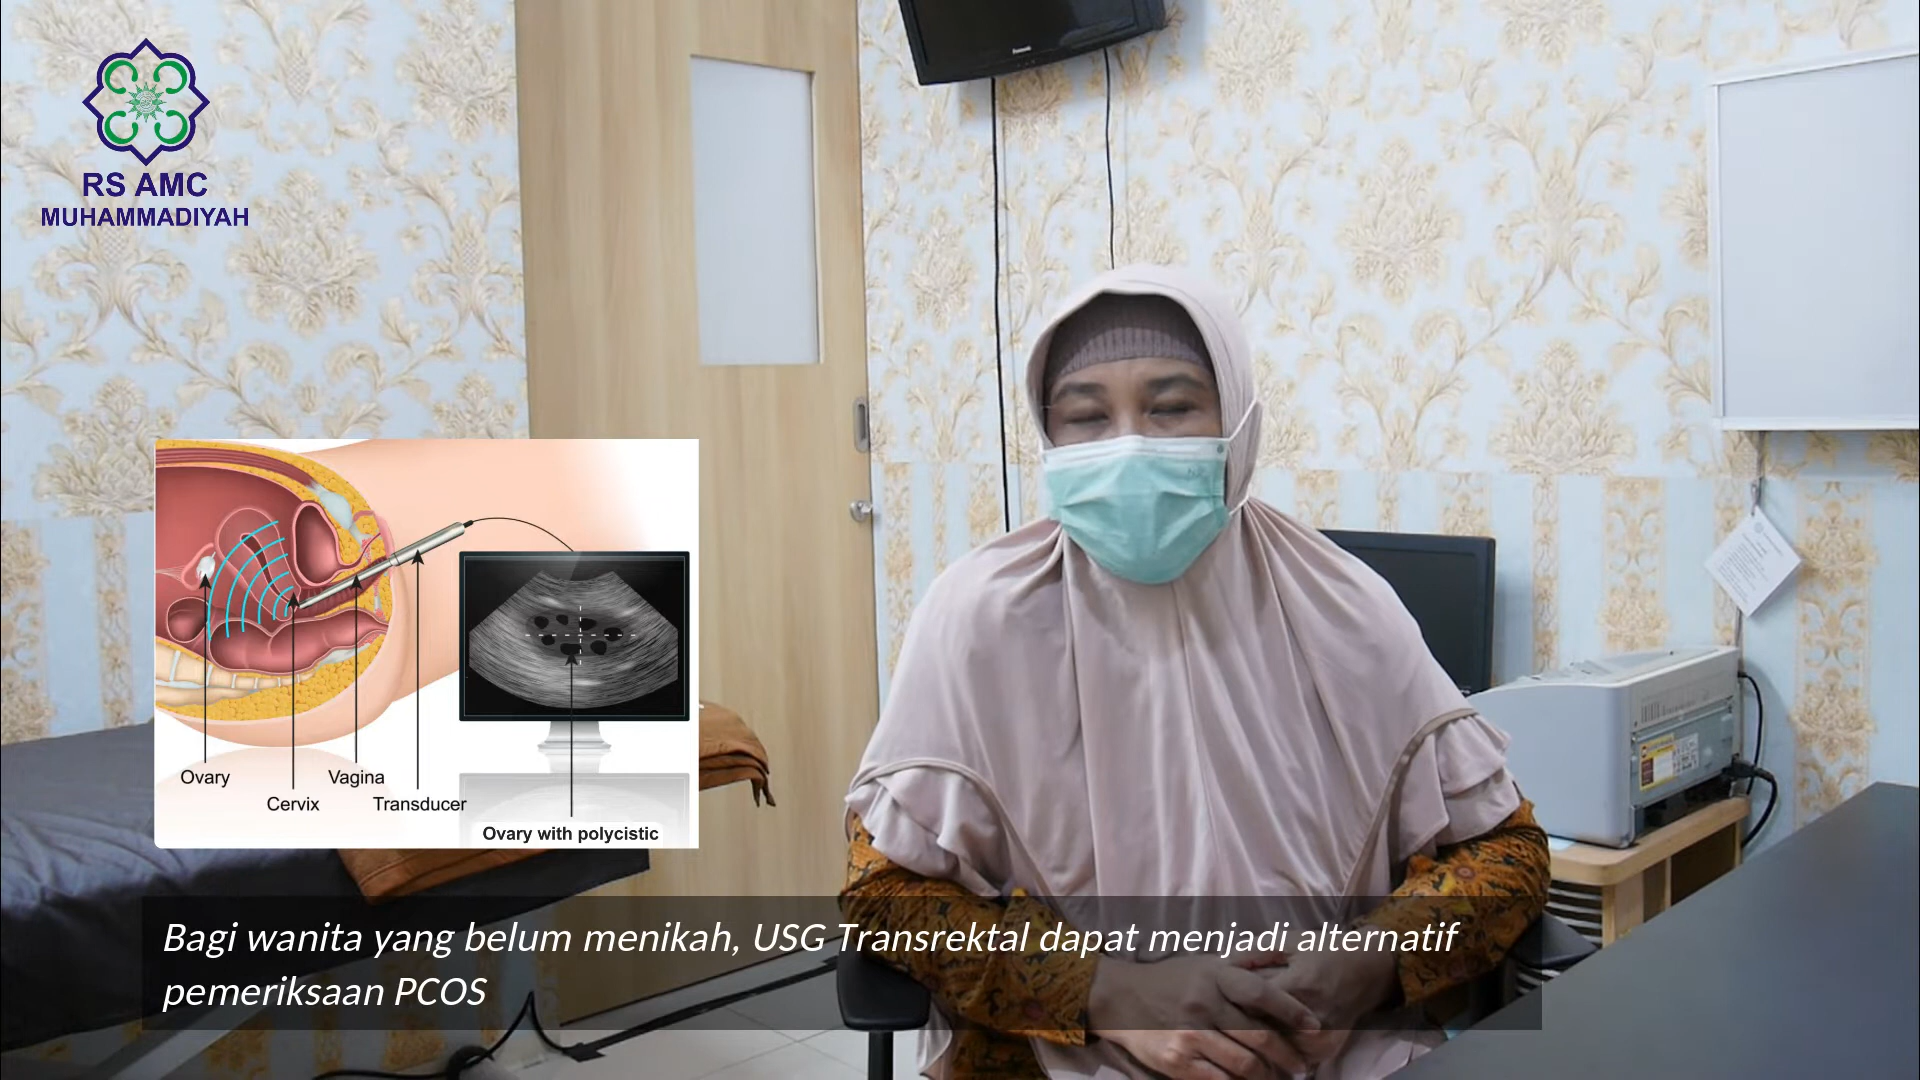 RS AMC
MUHAMMADIYAH
Panasonic
Ovary
Vagina
Cervix
Transducer
Ovary with polycistic
Bagi wanita yang belum menikah, USG Transrektal dapat menjadi alternatif
pemeriksaan PCOS